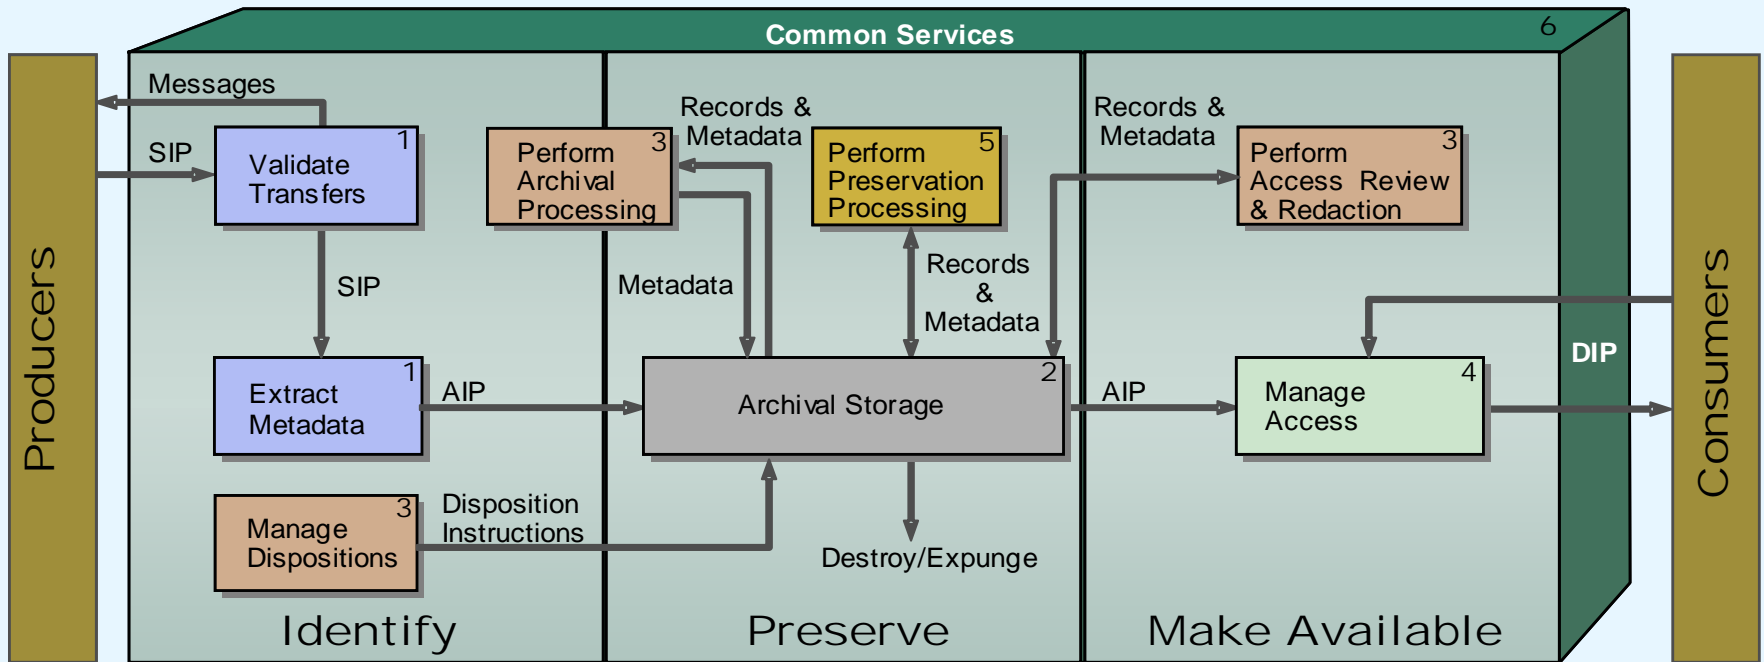 Common Services
6
Producers
Messages
SIP
1
Validate
Transfers
SIP
1
Extract
Metadata
AIP
3
Manage
Dispositions
Disposition
Instructions
Identify
3
Perform
Archival
Processing
Records &
Metadata
Metadata
5
Perform
Preservation
Processing
Records
&
Metadata
2
Archival Storage
Destroy/Expunge
Preserve
Records &
Metadata
3
Perform
Access Review
& Redaction
AIP
4
Manage
Access
Make Available
DIP
Consumers